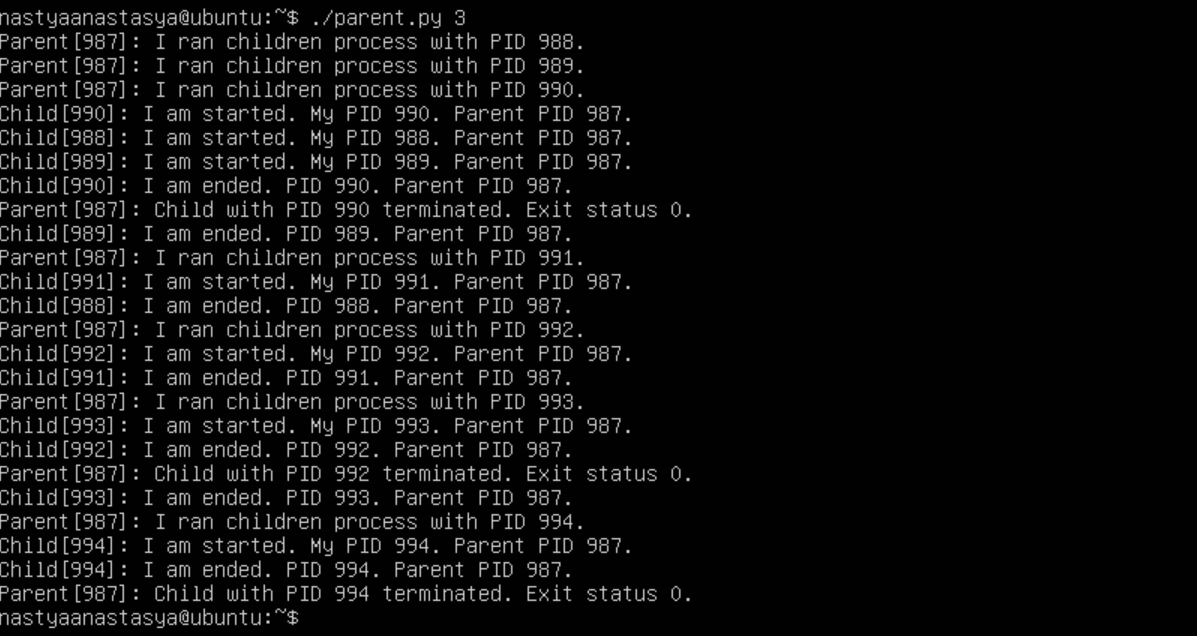 nastyaanastasya@ubuntu:~$ ./parent.py 3
Parent[987]: I ran children process with PID 988.
Parent[987]: I ran children process with PID 989.
Parent[987]: I ran children process with PID 990.
Child[990]: I am started. My PID 990. Parent PID 987.
Child[988]: I am started. My PID 988. Parent PID 987.
Child[989]: I am started. My PID 989. Parent PID 987.
Child[990]: I am ended. PID 990. Parent PID 987.
Parent[987]: Child with PID 990 terminated. Exit status 0.
Child[989]: I am ended. PID 989. Parent PID 987.
Parent[987]: I ran children process with PID 991.
Child[991]: I am started. My PID 991. Parent PID 987.
Child[988]: I am ended. PID 988. Parent PID 987.
Parent[987]: I ran children process with PID 992.
Child[992]: I am started. My PID 992. Parent PID 987.
Child[991]: I am ended. PID 991. Parent PID 987.
Parent[987]: I ran children process with PID 993.
Child[993]: I am started. My PID 993. Parent PID 987.
Child[992]: I am ended. PID 992. Parent PID 987.
Parent[987]: Child with PID 992 terminated. Exit status 0.
Child[993]: I am ended. PID 993. Parent PID 987.
Parent[987]: I ran children process with PID 994.
Child[994]: I am started. My PID 994. Parent PID 987.
Child[994]: I am ended. PID 994. Parent PID 987.
Parent[987]: Child with PID 994 terminated. Exit status 0.
nastyaanastasya@ubuntu:~$